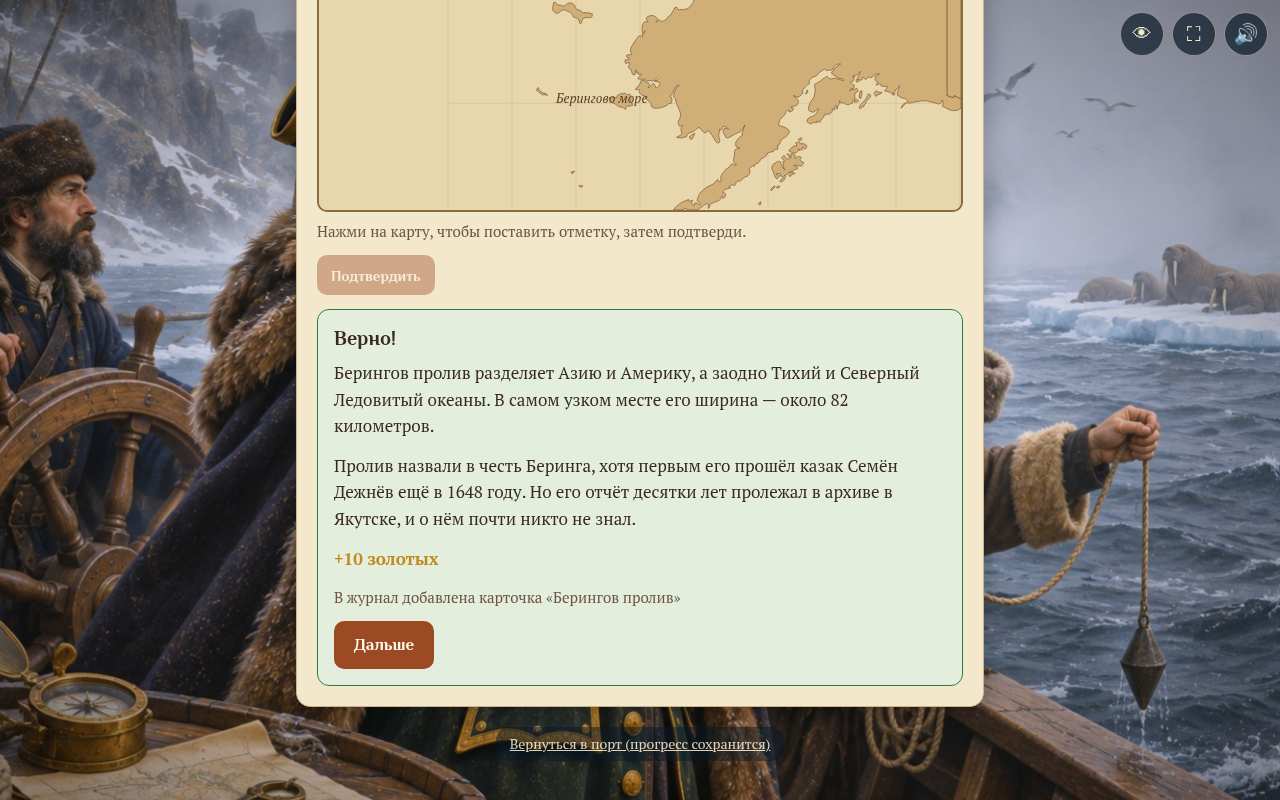 Берингово море
Нажми на карту, чтобы поставить отметку, затем подтверди.
Подтвердить
Верно!
Берингов пролив разделяет Азию и Америку, а заодно Тихий и Северный
Ледовитый океаны. В самом узком месте его ширина — около 82
километров.
Пролив назвали в честь Беринга, хотя первым его прошёл казак Семён
Дежнёв ещё в 1648 году. Но его отчёт десятки лет пролежал в архиве в
Якутске, и о нём почти никто не знал.
+10 золотых
В журнал добавлена карточка «Берингов пролив»
Дальше
Вернуться в порт (прогресс сохранится)